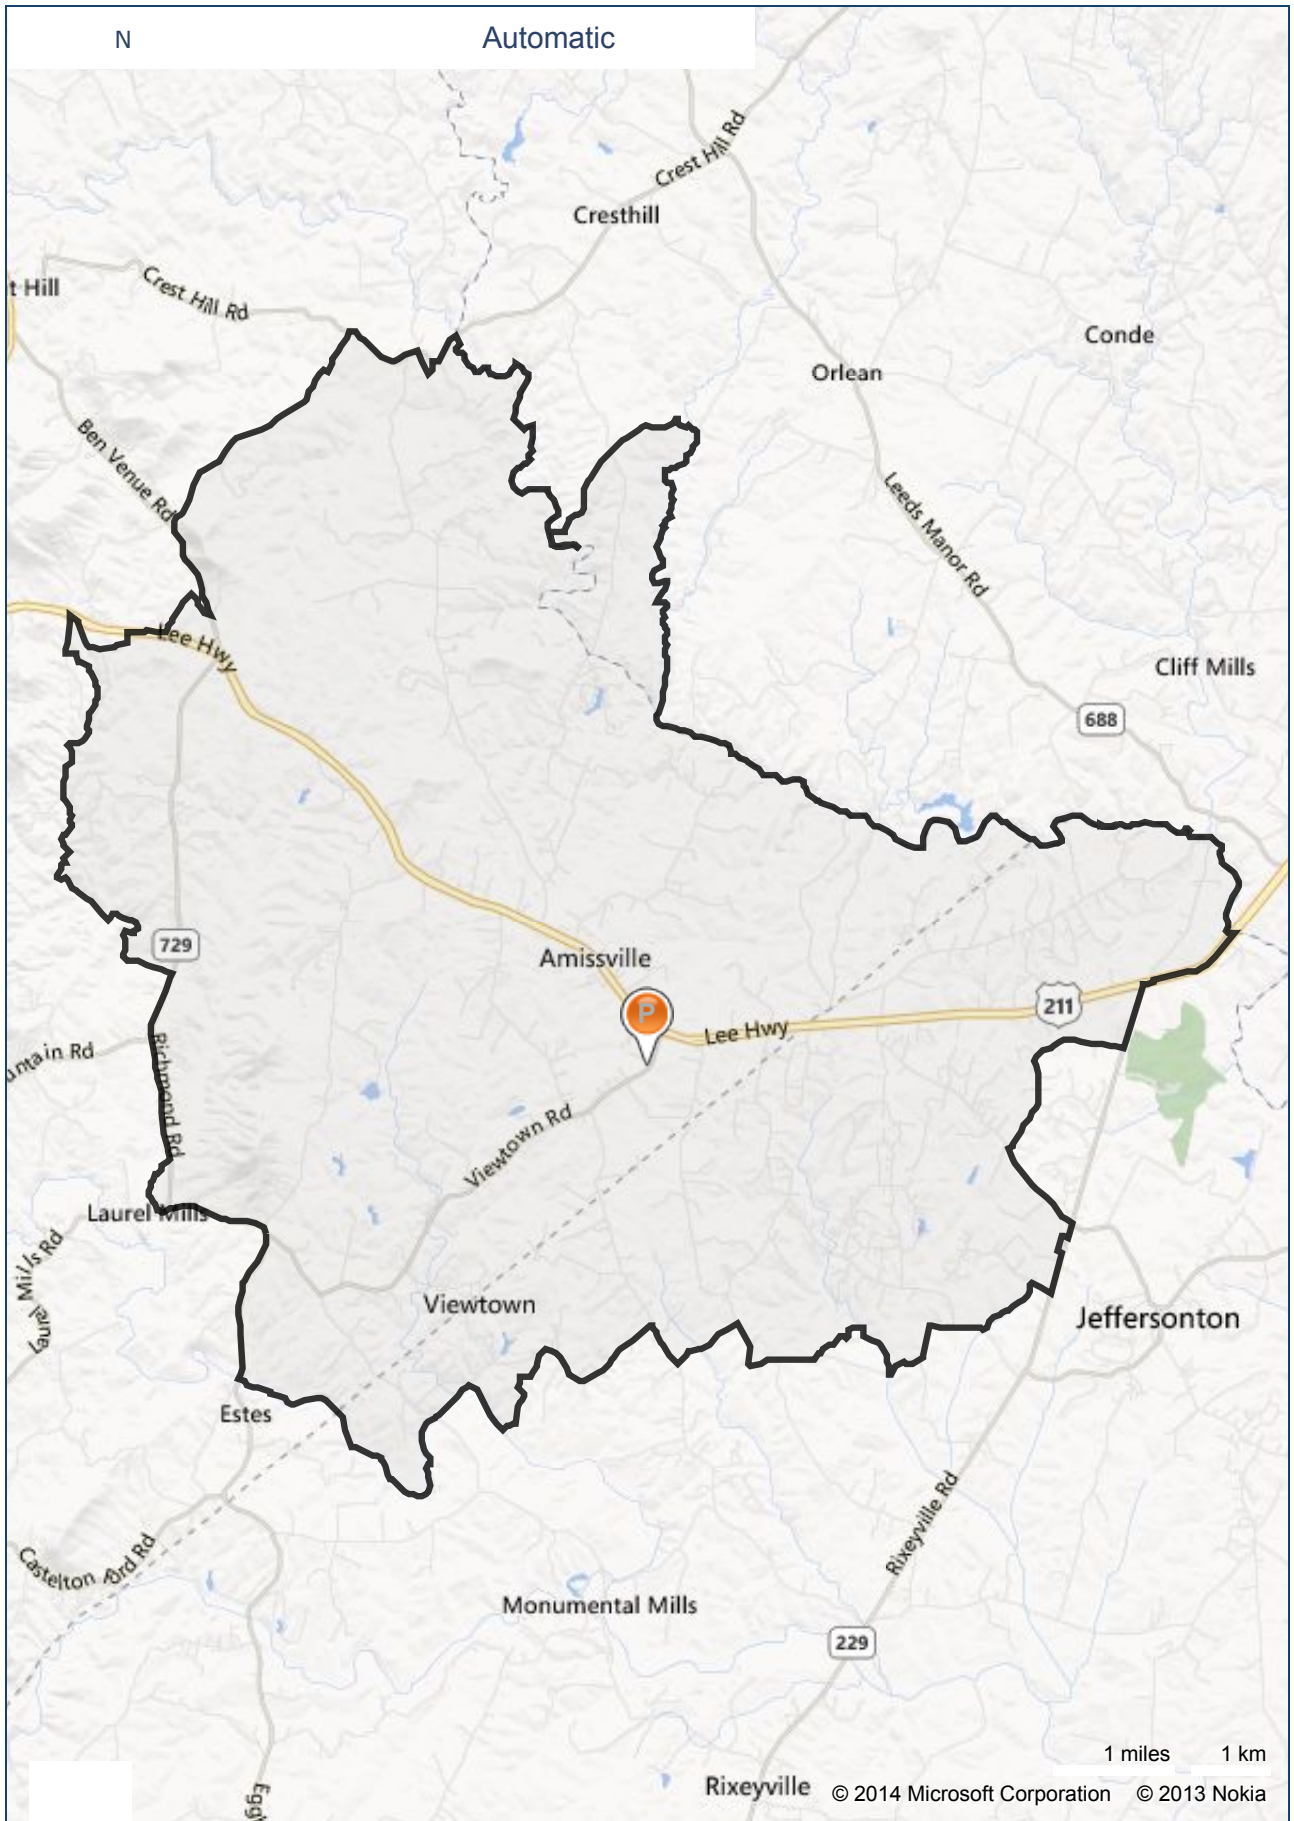 N
Automatic
Crest Hill Rd
Cresthill
t Hill
Crest Hill Rd
Conde
Orlean
Ben Venue Rd
Leeds Manor Rd
Lee Hwy
Cliff Mills
688
729
Amissville
P
211
Lee Hwy
untain Rd
Richmond Rd
Viewtown Rd
Laurel Mills
Laurel Mills Rd
Viewtown
Jeffersonton
Estes
Rixeyville Rd
Castelton Ford Rd
Monumental Mills
229
1 miles
1 km
Rixeyville
© 2014 Microsoft Corporation
© 2013 Nokia